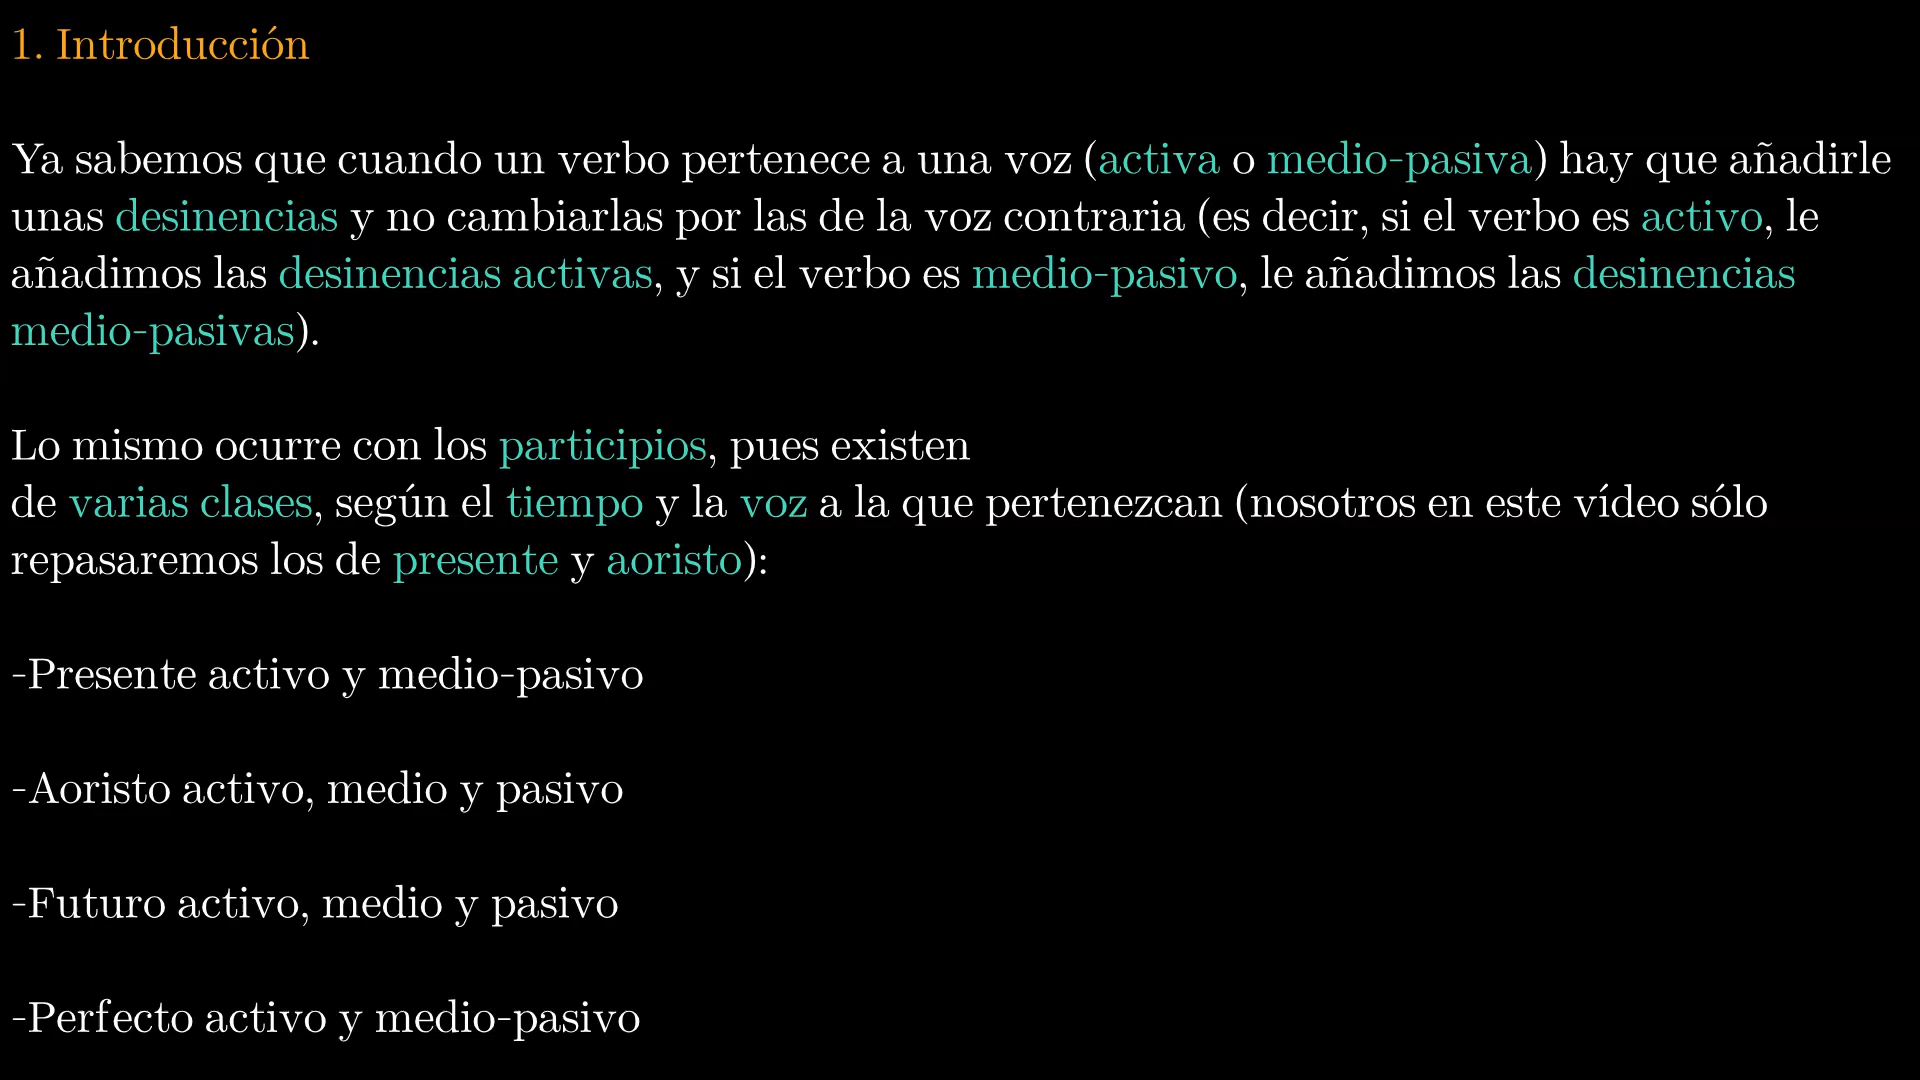 1. Introducción
Ya sabemos que cuando un verbo pertenece a una voz (activa o medio-pasiva) hay que añadirle
unas desinencias y no cambiarlas por las de la voz contraria (es decir, si el verbo es activo, le
añadimos las desinencias activas, y si el verbo es medio-pasivo, le añadimos las desinencias
medio-pasivas).
Lo mismo ocurre con los participios, pues existen
de varias clases, según el tiempo y la voz a la que pertenezcan (nosotros en este vídeo sólo
repasaremos los de presente y aoristo):
-Presente activo y medio-pasivo
-Aoristo activo, medio y pasivo
-Futuro activo, medio y pasivo
-Perfecto activo y medio-pasivo